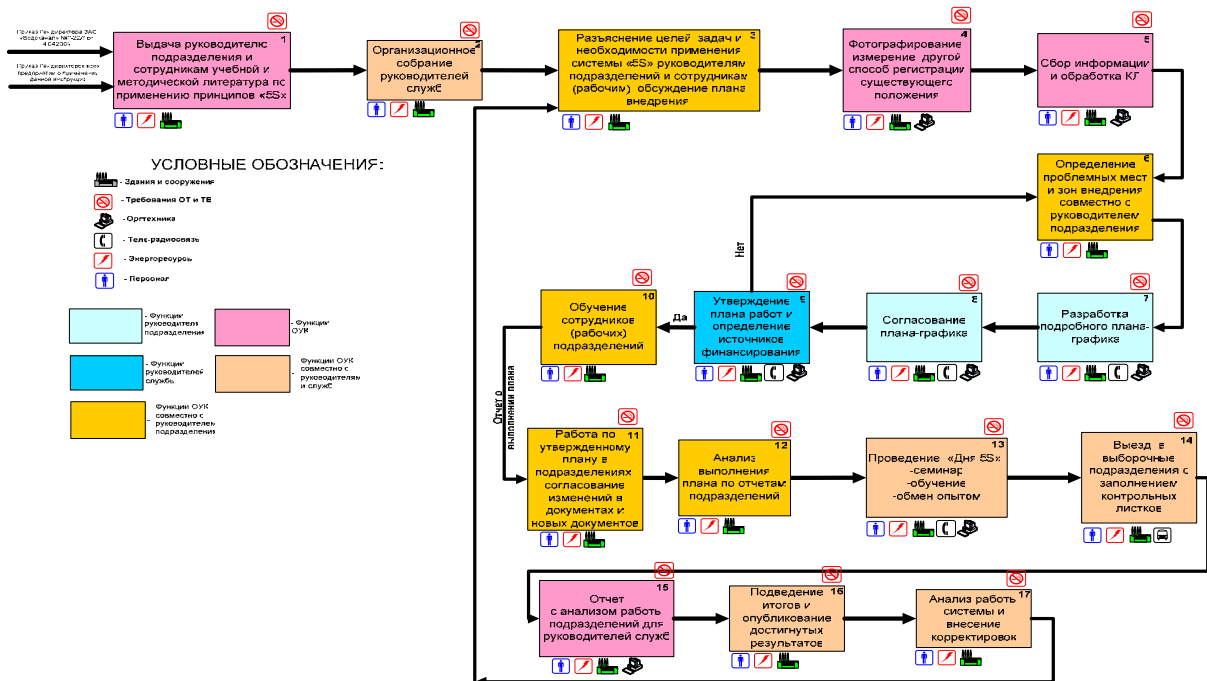 1
Выдача руководителю
подразделения и
сотрудникам учебной и
методической литература по
применению принципов «5S»
Организационное
собрание
руководителей
служб
Разъяснение целей задач и
необходимости применения
системы «5S» руководителям
подразделений и сотрудникам
(рабочим) обсуждение плана
внедрения
4
Фотографирование
измерение другой
способ регистрации
существующего
положения
5
Сбор информации
и обработка КЛ
6
Определение
проблемных мест
и зон внедрения
совместно с
руководителем
подразделения
УСЛОВНЫЕ ОБОЗНАЧЕНИЯ:
- Здания и сооружения
- Требования ОТ и ТБ
- Оргтехника
- Теле-радиосвязь
- Энергоресурсы
- Персонал
- Функции
руководителя
подразделения
- Функции
ОУК
- Функции
руководителей
службы
- Функции ОУК
совместно с
руководителям
и служб
- Функции ОУК
совместно с
руководителем
подразделения
Нет
7
Разработка
подробного плана-
графика
8
Согласование
плана-графика
9
Утверждение
плана работ и
определение
источников
финансирования
Да
10
Обучение
сотрудников
(рабочих)
подразделений
Отчет о
выполнении плана
11
Работа по
утвержденному
плану в
подразделениях
согласование
изменений в
документах и
новых документов
12
Анализ
выполнения
плана по отчетам
подразделений
13
Проведение «Дня 5S»
-семинар
-обучение
-обмен опытом
14
Выезд в
выборочные
подразделения с
заполнением
контрольных
листков
15
Отчет
с анализом работы
подразделений для
руководителей служб
16
Подведение
итогов и
опубликование
достигнутых
результатов
17
Анализ работы
системы и
внесение
корректировок